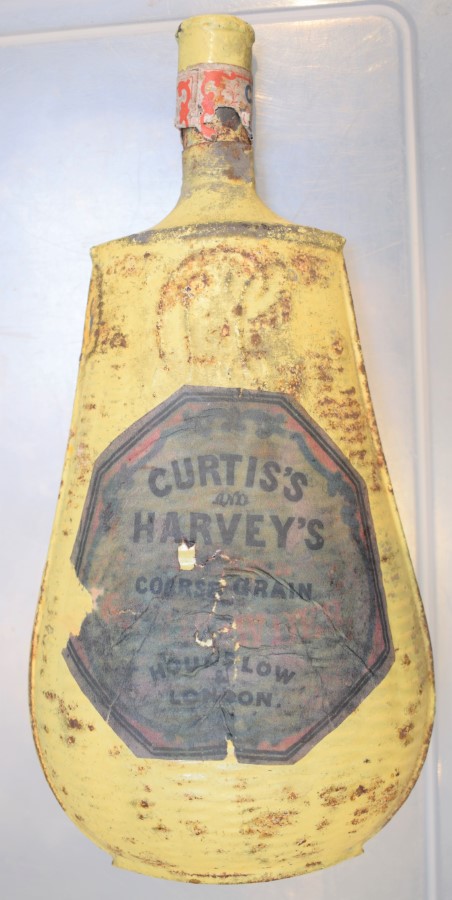 CURTIS'S
AND
HARVEY'S
COARSE GRAIN
HOUNSLOW
&
LONDON.